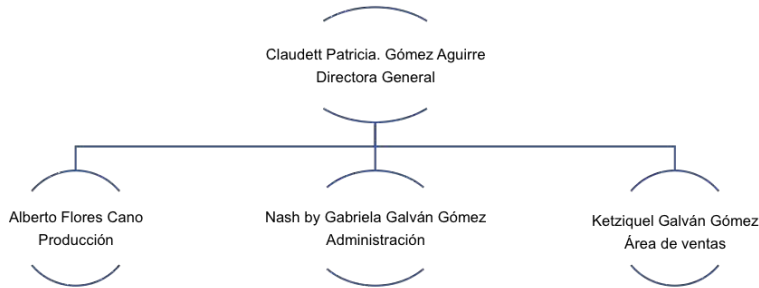 Claudett Patricia. Gómez Aguirre
Directora General
Alberto Flores Cano
Producción
Nash by Gabriela Galván Gómez
Administración
Ketziquel Galván Gómez
Área de ventas